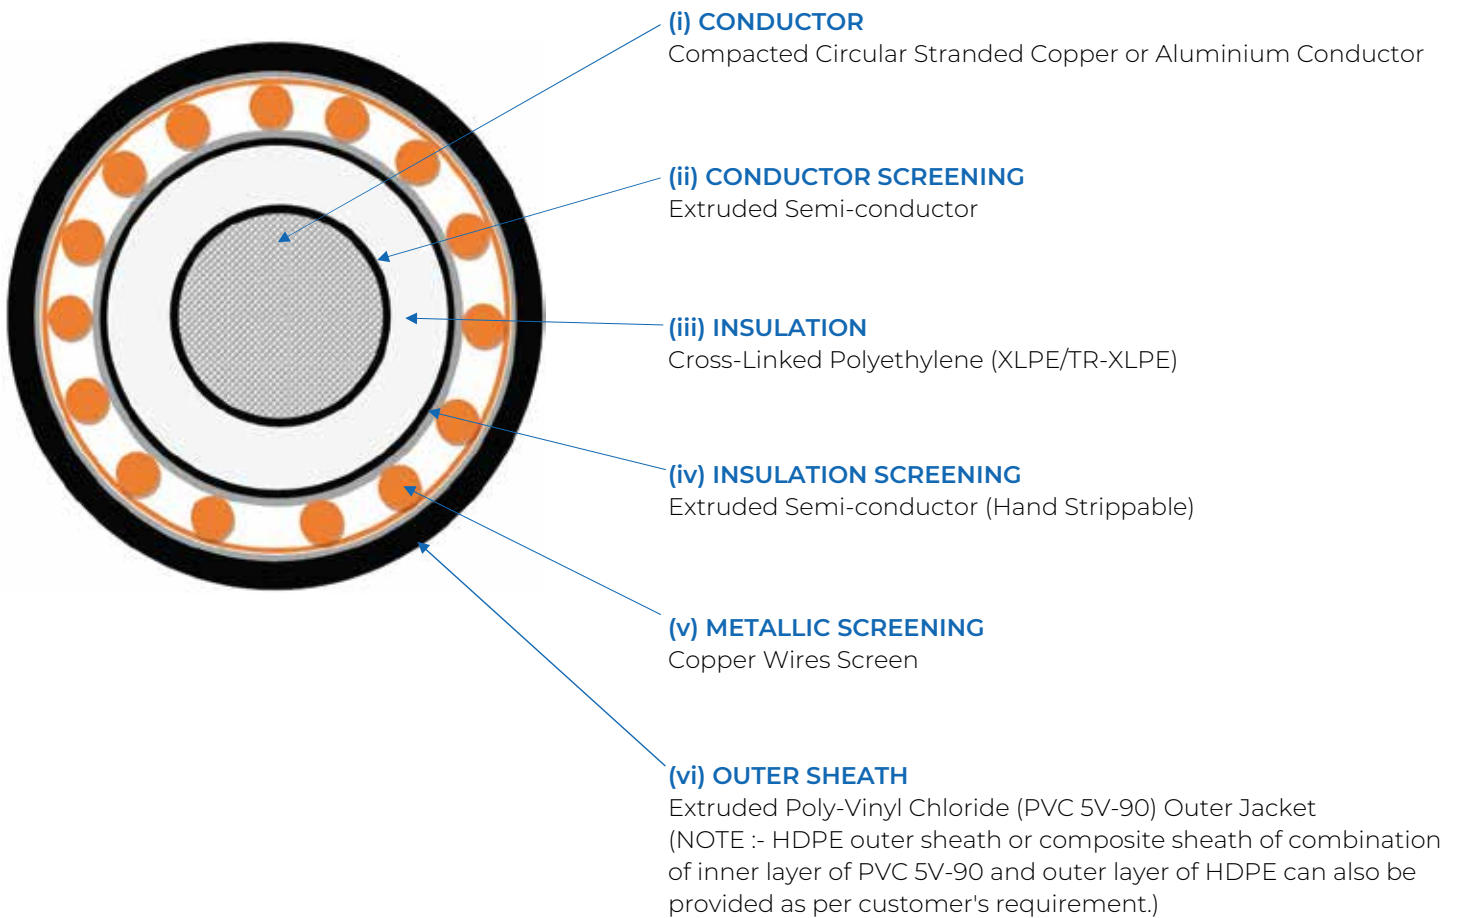 (i) CONDUCTOR
Compacted Circular Stranded Copper or Aluminium Conductor
(ii) CONDUCTOR SCREENING
Extruded Semi-conductor
(iii) INSULATION
Cross-Linked Polyethylene (XLPE/TR-XLPE)
(iv) INSULATION SCREENING
Extruded Semi-conductor (Hand Strippable)
(v) METALLIC SCREENING
Copper Wires Screen
(vi) OUTER SHEATH
Extruded Poly-Vinyl Chloride (PVC 5V-90) Outer Jacket
(NOTE :- HDPE outer sheath or composite sheath of combination
of inner layer of PVC 5V-90 and outer layer of HDPE can also be
provided as per customer's requirement.)